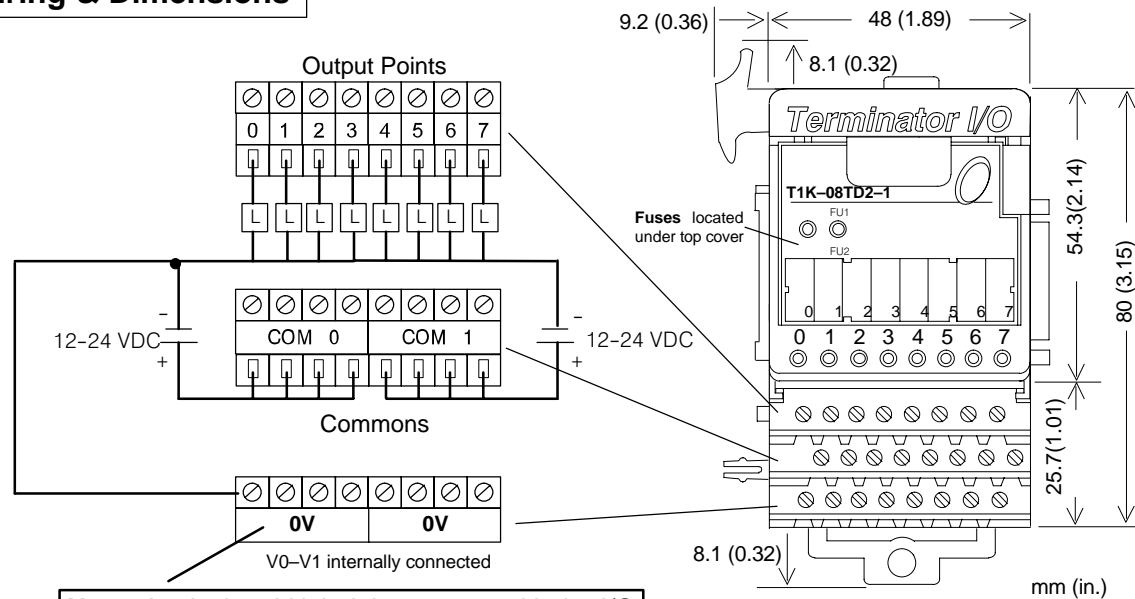 & Dimensions
9.2 (0.36)
48 (1.89)
8.1 (0.32)
Output Points
0 1 2 3 4 5 6 7
L L L L L L L L
Terminator I/O
T1K–08TD2–1
FU1
FU2
Fuses located
under top cover
0 1 2 3 4 5 6 7
0 1 2 3 4 5 6 7
54.3(2.14)
80 (3.15)
25.7(1.01)
–
12–24 VDC
+
COM 0 COM 1
–
12–24 VDC
+
Commons
0V 0V
V0–V1 internally connected
8.1 (0.32)
mm (in.)